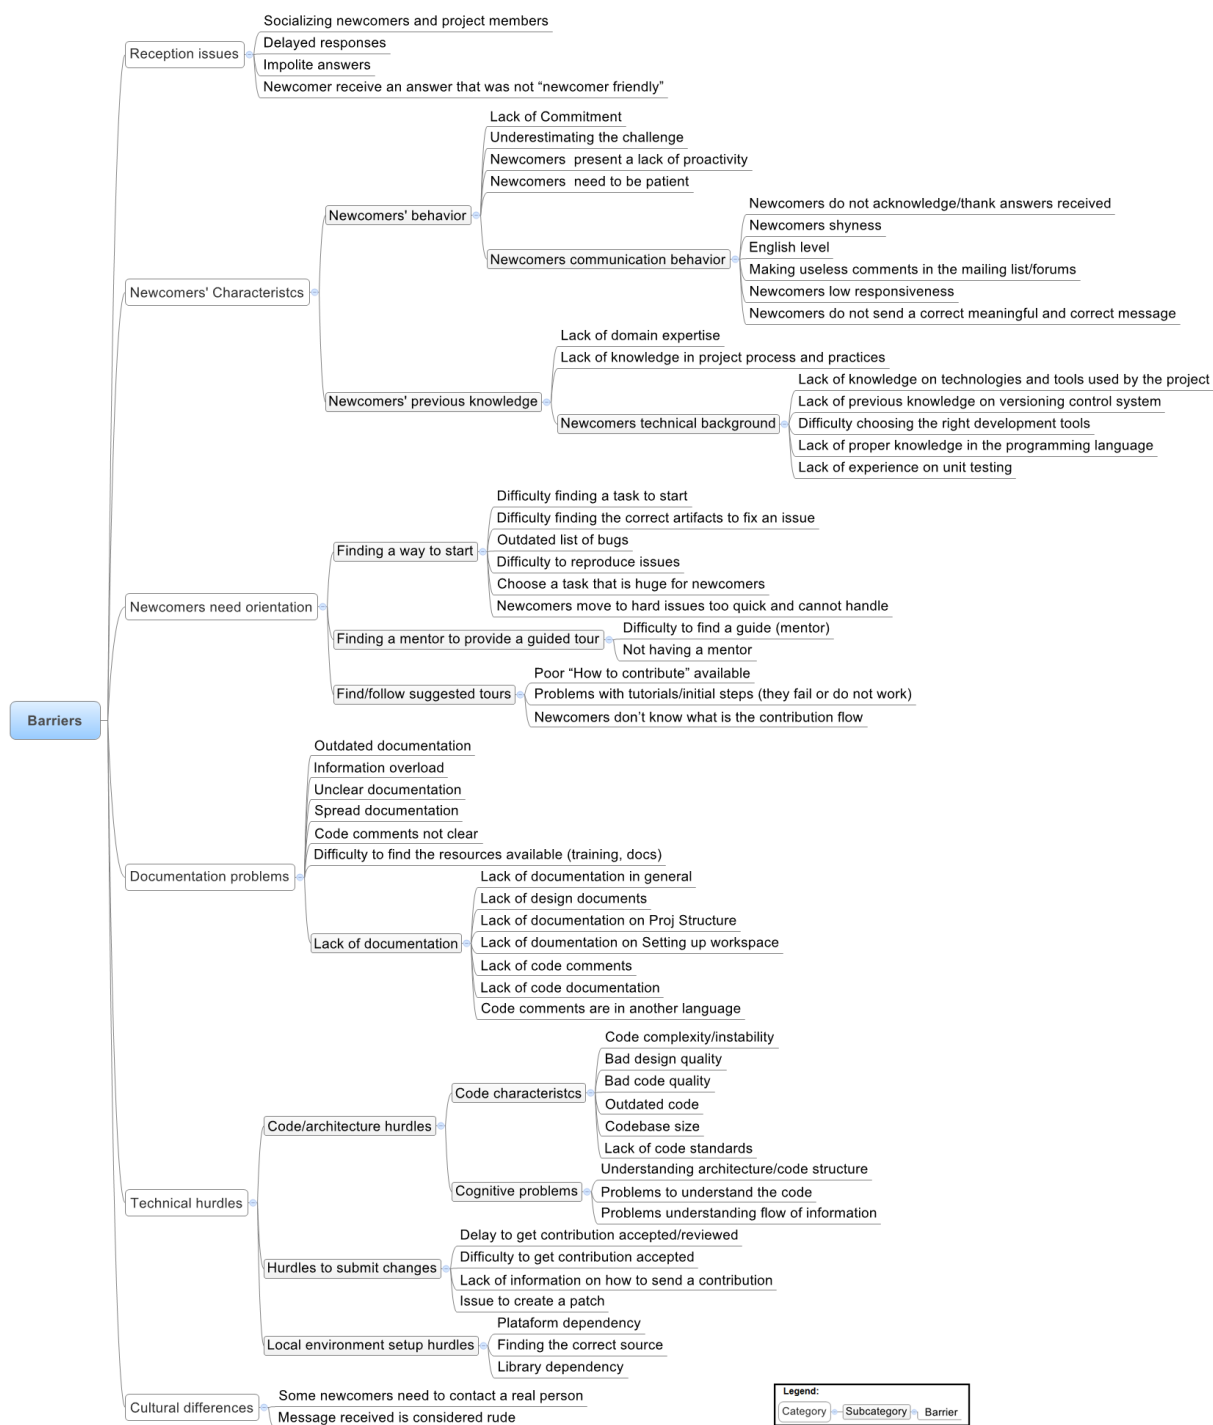 Socializing newcomers and project members
Reception issues
Delayed responses
Impolite answers
Newcomer receive an answer that was not “newcomer friendly”
Lack of Commitment
Underestimating the challenge
Newcomers present a lack of proactivity
Newcomers need to be patient
Newcomers' behavior
Newcomers do not acknowledge/thank answers received
Newcomers shyness
English level
Newcomers communication behavior
Making useless comments in the mailing list/forums
Newcomers low responsiveness
Newcomers do not send a correct meaningful and correct message
Newcomers' Characteristcs
Lack of domain expertise
Lack of knowledge in project process and practices
Newcomers' previous knowledge
Lack of knowledge on technologies and tools used by the project
Lack of previous knowledge on versioning control system
Newcomers technical background
Difficulty choosing the right development tools
Lack of proper knowledge in the programming language
Lack of experience on unit testing
Difficulty finding a task to start
Difficulty finding the correct artifacts to fix an issue
Finding a way to start
Outdated list of bugs
Difficulty to reproduce issues
Choose a task that is huge for newcomers
Newcomers move to hard issues too quick and cannot handle
Newcomers need orientation
Finding a mentor to provide a guided tour
Difficulty to find a guide (mentor)
Not having a mentor
Poor “How to contribute” available
Find/follow suggested tours
Problems with tutorials/initial steps (they fail or do not work)
Newcomers don’t know what is the contribution flow
Barriers
Outdated documentation
Information overload
Unclear documentation
Spread documentation
Code comments not clear
Difficulty to find the resources available (training, docs)
Documentation problems
Lack of documentation in general
Lack of design documents
Lack of documentation on Proj Structure
Lack of documentation
Lack of doumentation on Setting up workspace
Lack of code comments
Lack of code documentation
Code comments are in another language
Code complexity/instability
Bad design quality
Bad code quality
Code characteristcs
Outdated code
Codebase size
Lack of code standards
Code/architecture hurdles
Understanding architecture/code structure
Cognitive problems
Problems to understand the code
Problems understanding flow of information
Technical hurdles
Delay to get contribution accepted/reviewed
Difficulty to get contribution accepted
Hurdles to submit changes
Lack of information on how to send a contribution
Issue to create a patch
Plataform dependency
Local environment setup hurdles
Finding the correct source
Library dependency
Cultural differences
Some newcomers need to contact a real person
Message received is considered rude
Legend:
Category
Subcategory
Barrier